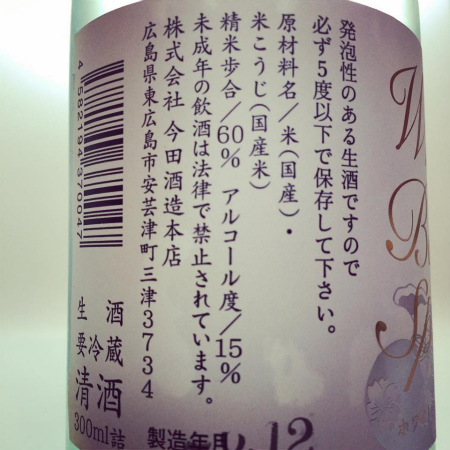 発泡性のある生酒ですので
必ず5度以下で保存して下さい。
原材料名/米(国産)・
米こうじ(国産米)
精米歩合/60% アルコール度/15%
未成年の飲酒は法律で禁止されています。
株式会社 今田酒造本店
広島県東広島市安芸津町三津3734
4 582194 370047
生酒
要冷蔵
清酒
300ml詰
製造年月
12
W
B